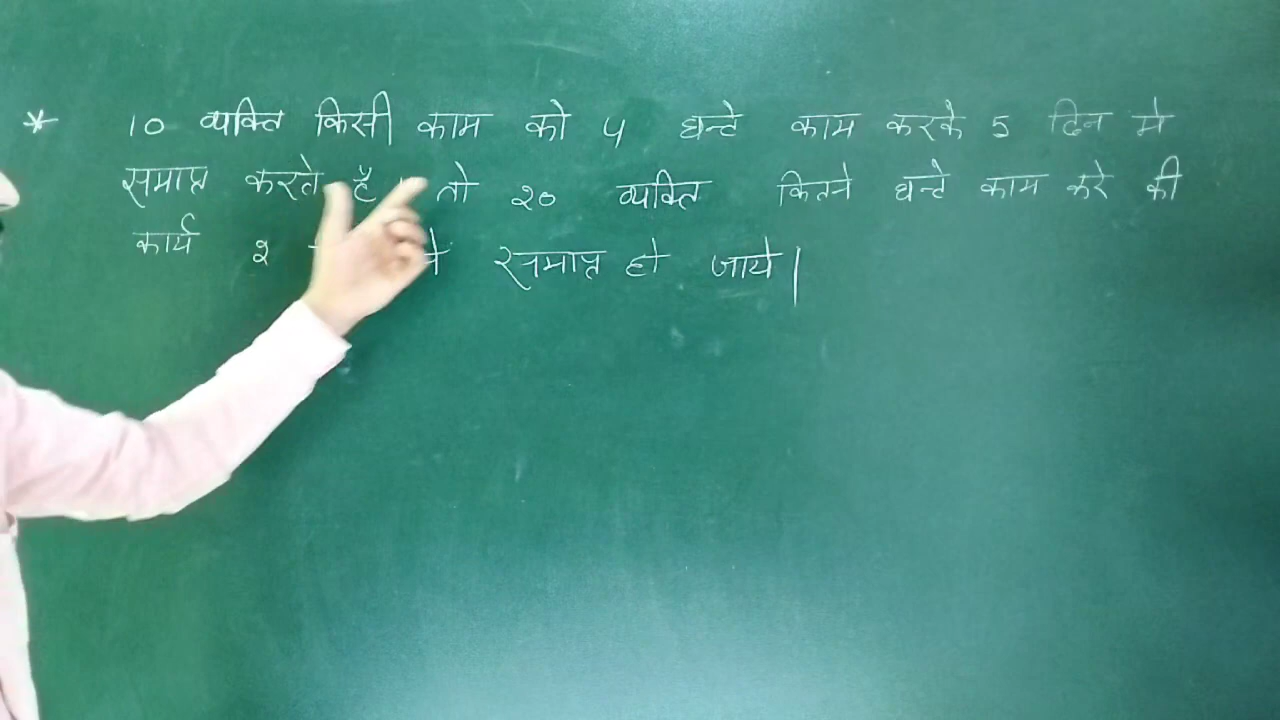 * 10 व्यक्ति किसी काम को 4 घन्टे काम करके 5 दिन मे
समाप्त करते है तो 20 व्यक्ति कितने घन्टे काम करे की
कार्य 2 समाप्त हो जाये|